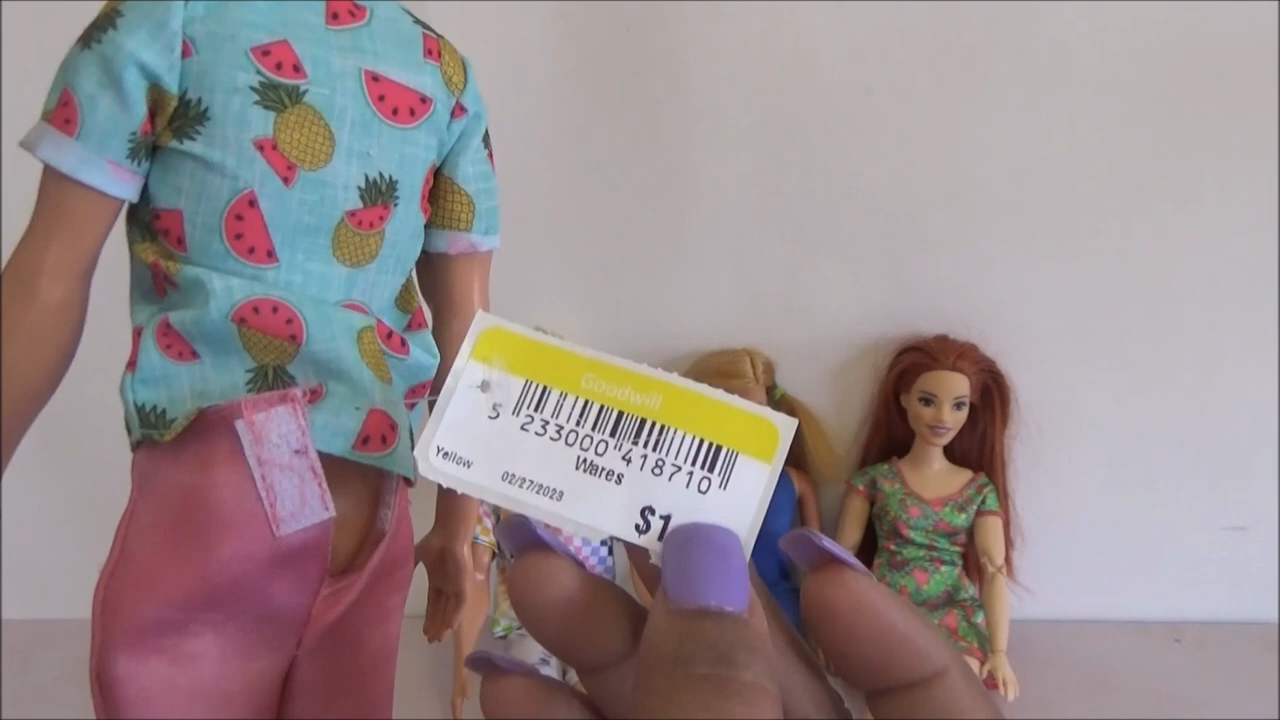 Goodwill
5 233000 418710
Wares
Yellow
02/27/2023
$1